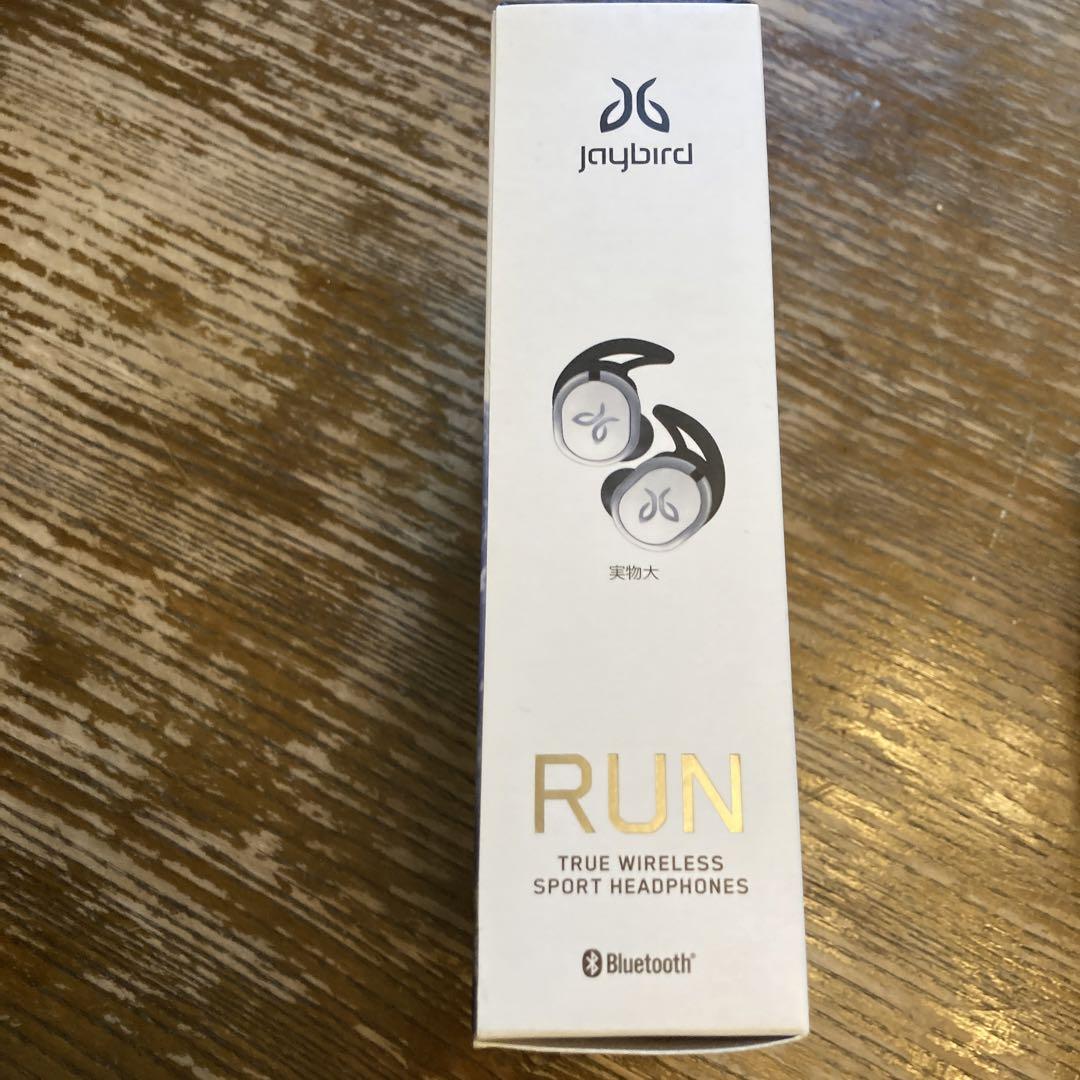 jaybird
実物大
RUN
TRUE WIRELESS
SPORT HEADPHONES
Bluetooth®